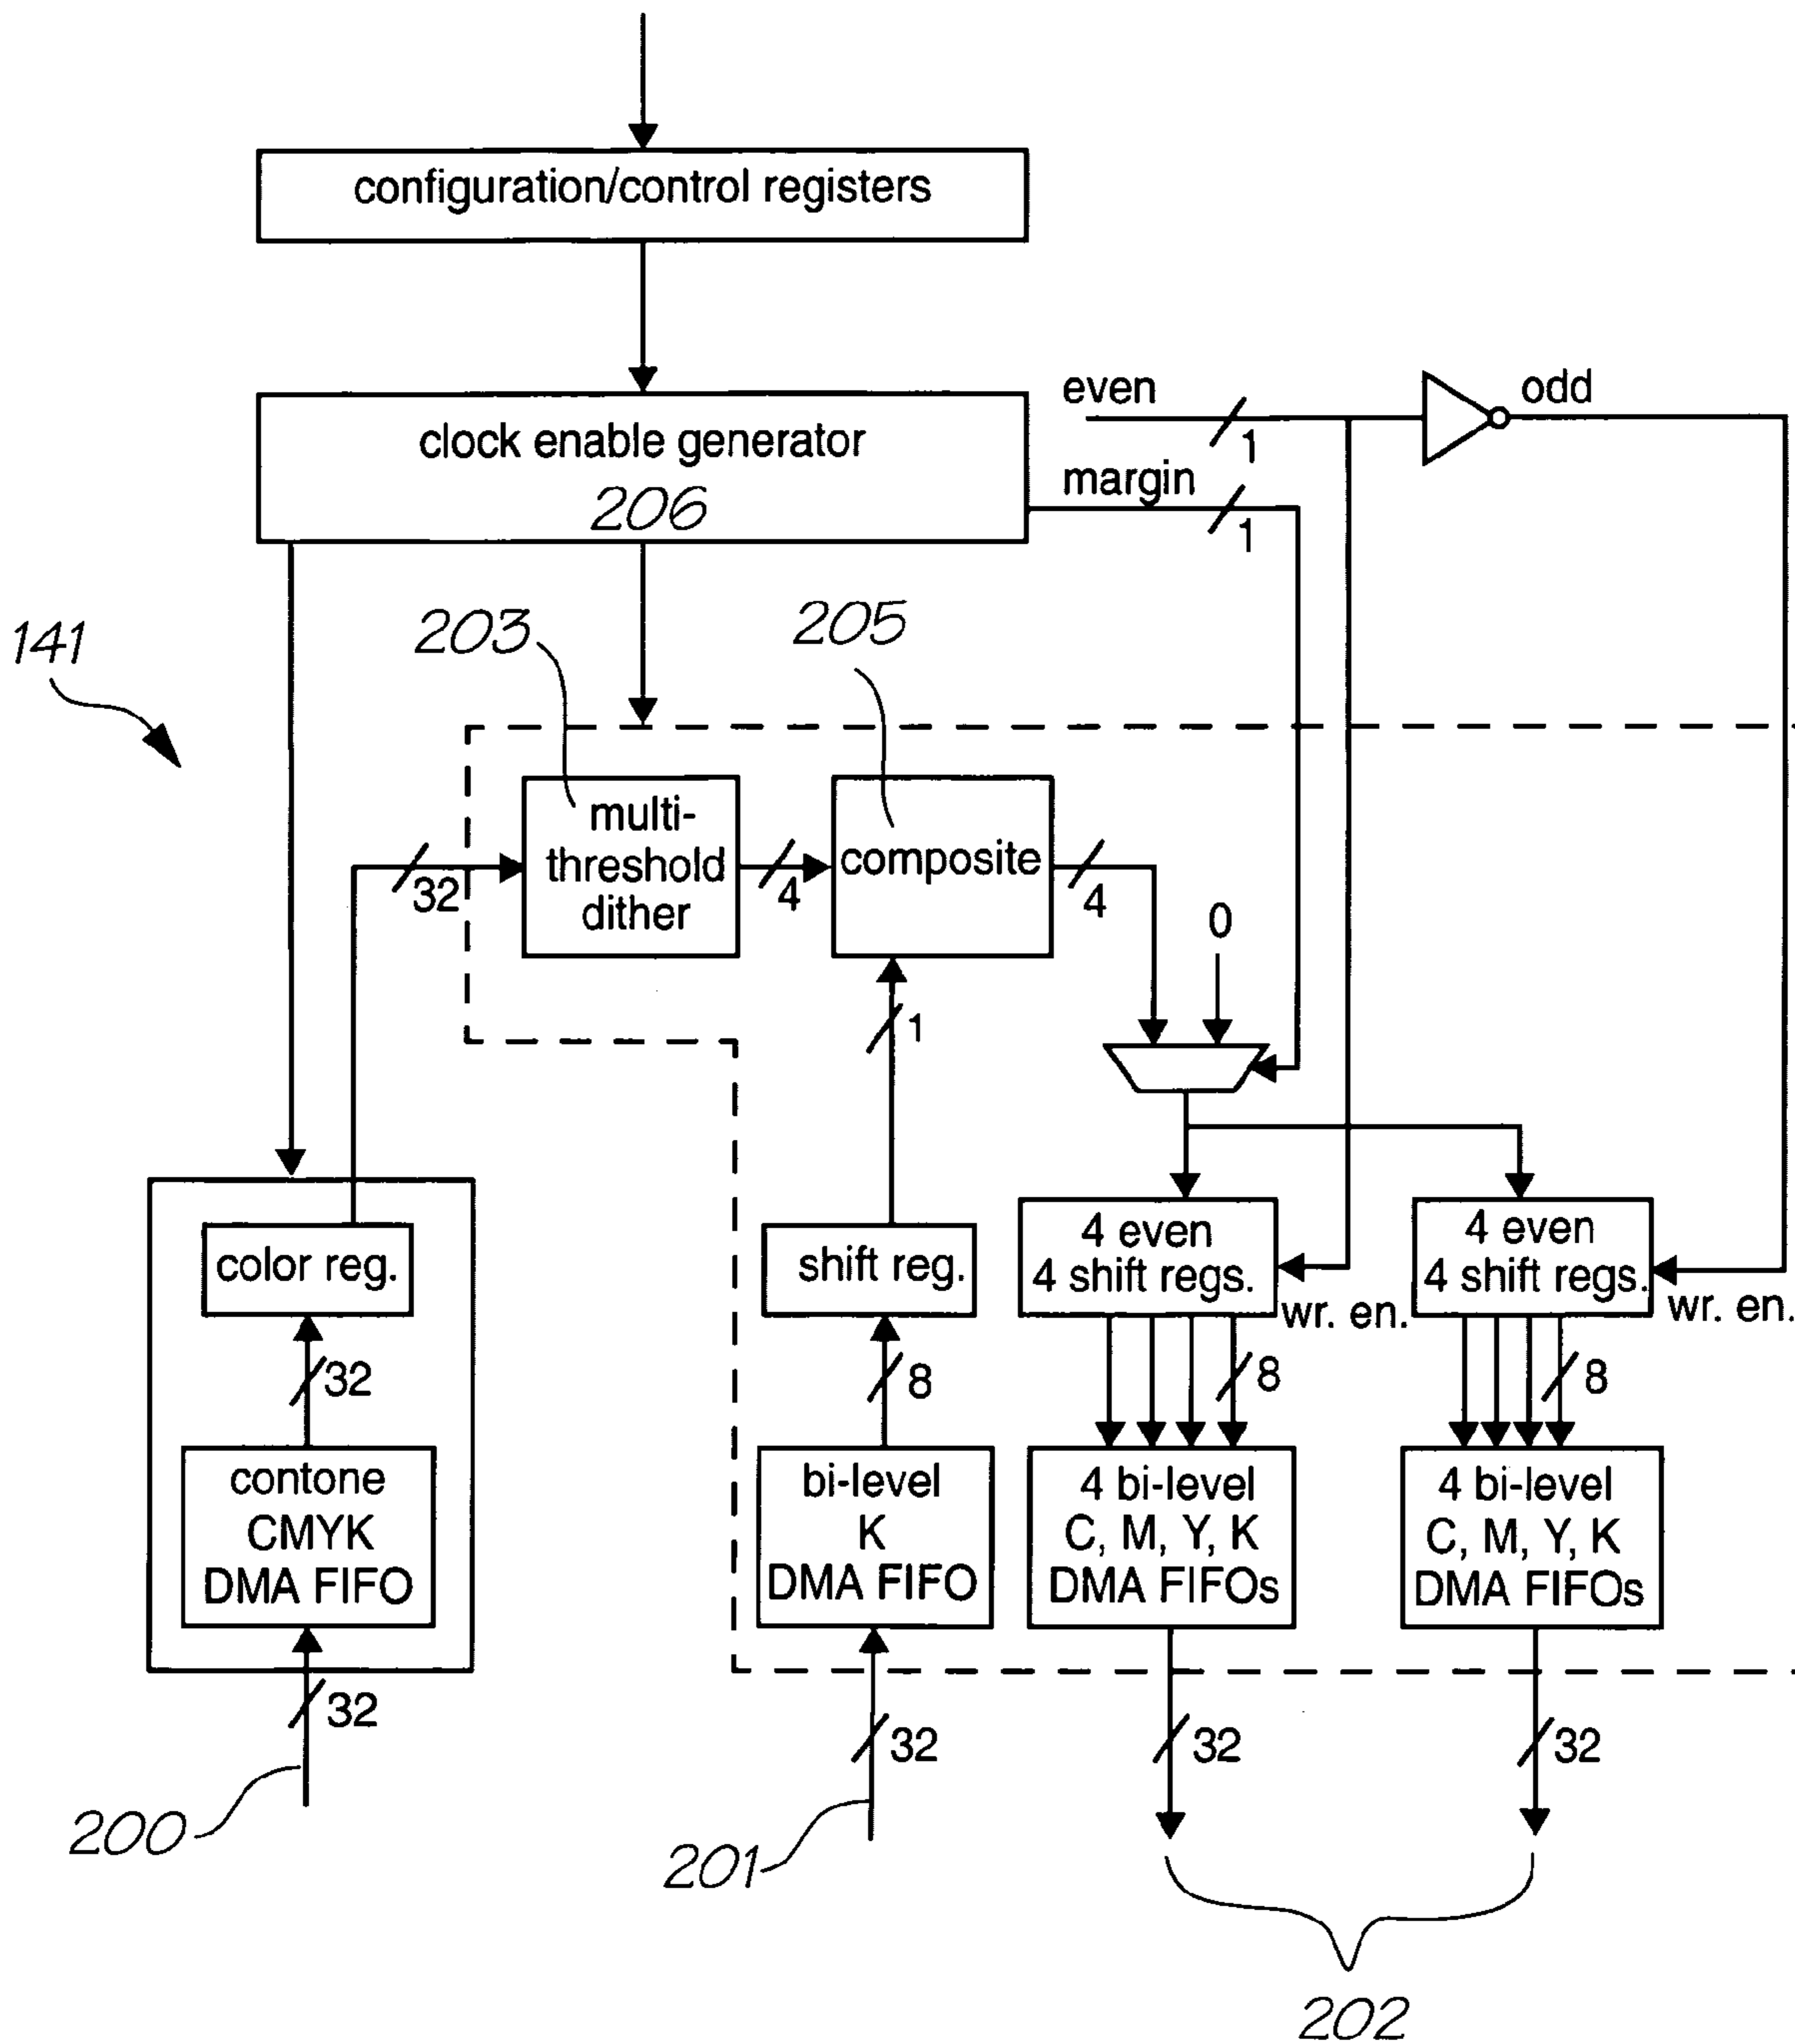 configuration/control registers
even
odd
clock enable generator
1
margin
206
1
203
205
141
multi-
threshold
dither
composite
32
4
4
0
1
color reg.
shift reg.
4 even
4 shift regs.
4 even
4 shift regs.
wr. en.
wr. en.
32
8
8
8
contone
CMYK
DMA FIFO
bi-level
K
DMA FIFO
4 bi-level
C, M, Y, K
DMA FIFOs
4 bi-level
C, M, Y, K
DMA FIFOs
32
32
32
32
200
201
202